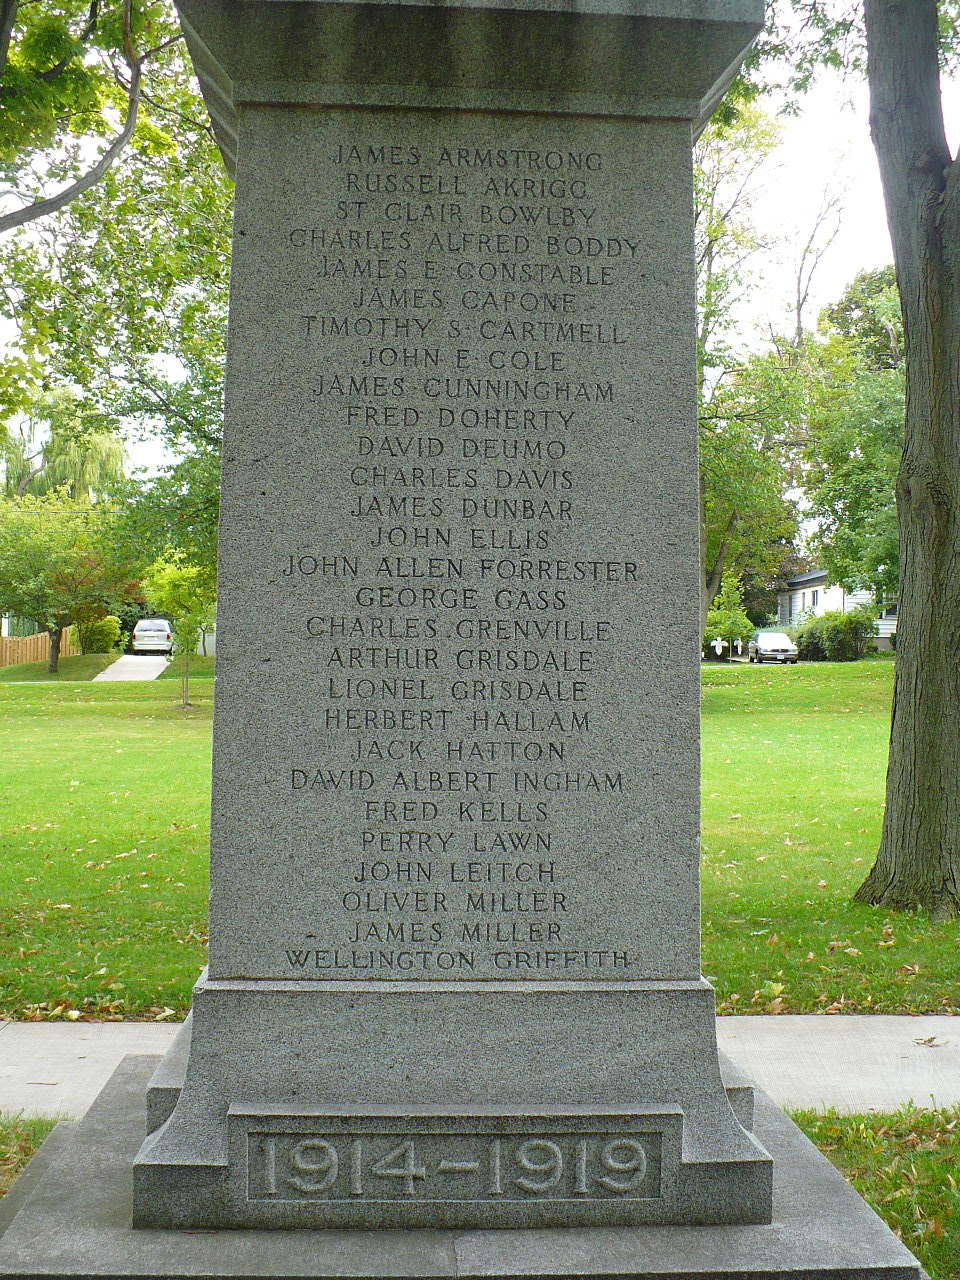 JAMES ARMSTRONG
RUSSELL AKRIGG
ST CLAIR BOWLBY
CHARLES ALFRED BODDY
JAMES E CONSTABLE
JAMES CAPONE
TIMOTHY S CARTMELL
JOHN E COLE
JAMES CUNNINGHAM
FRED DOHERTY
DAVID DEUMO
CHARLES DAVIS
JAMES DUNBAR
JOHN ELLIS
JOHN ALLEN FORRESTER
GEORGE GASS
CHARLES GRENVILLE
ARTHUR GRISDALE
LIONEL GRISDALE
HERBERT HALLAM
JACK HATTON
DAVID ALBERT INGHAM
FRED KELLS
PERRY LAWN
JOHN LEITCH
OLIVER MILLER
JAMES MILLER
WELLINGTON GRIFFITH
1914-1919